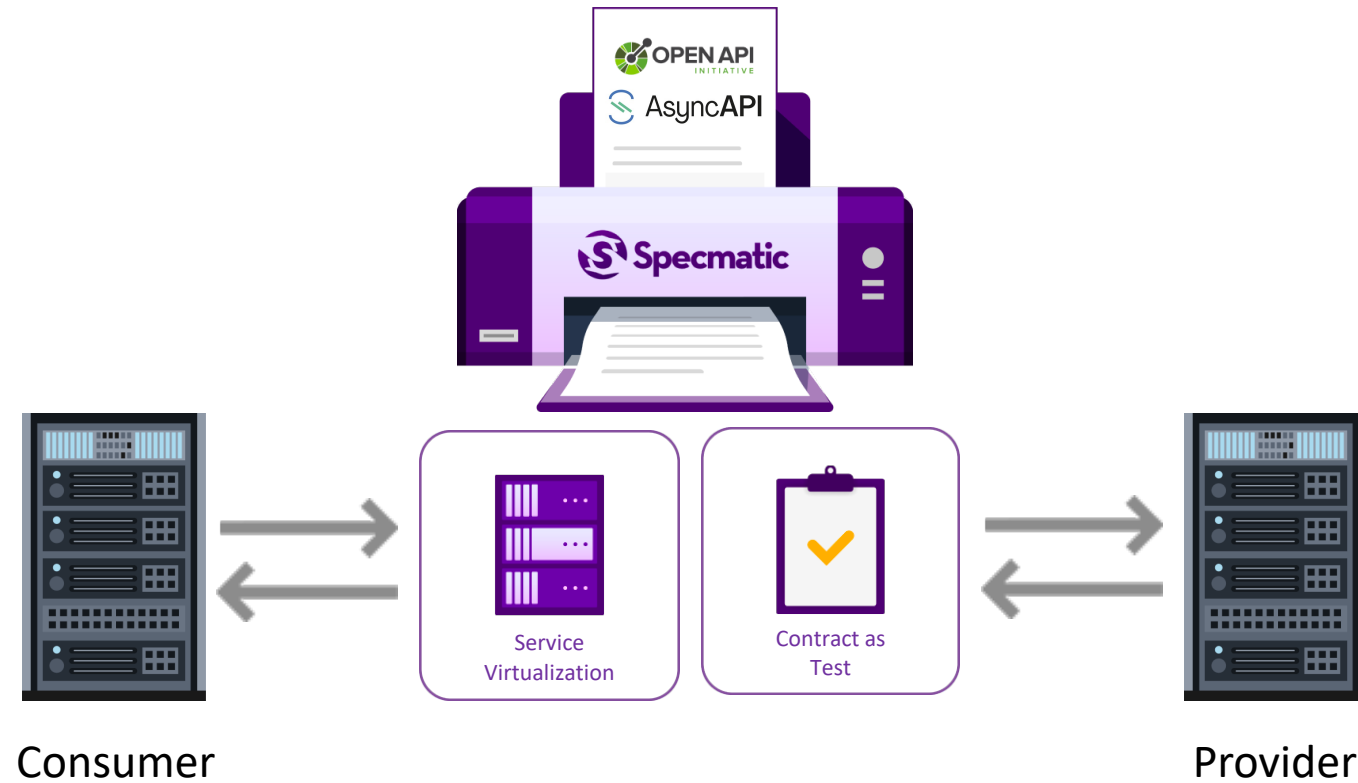 OPEN API
INITIATIVE
AsyncAPI
Specmatic
Service
Virtualization
Contract as
Test
Consumer
Provider